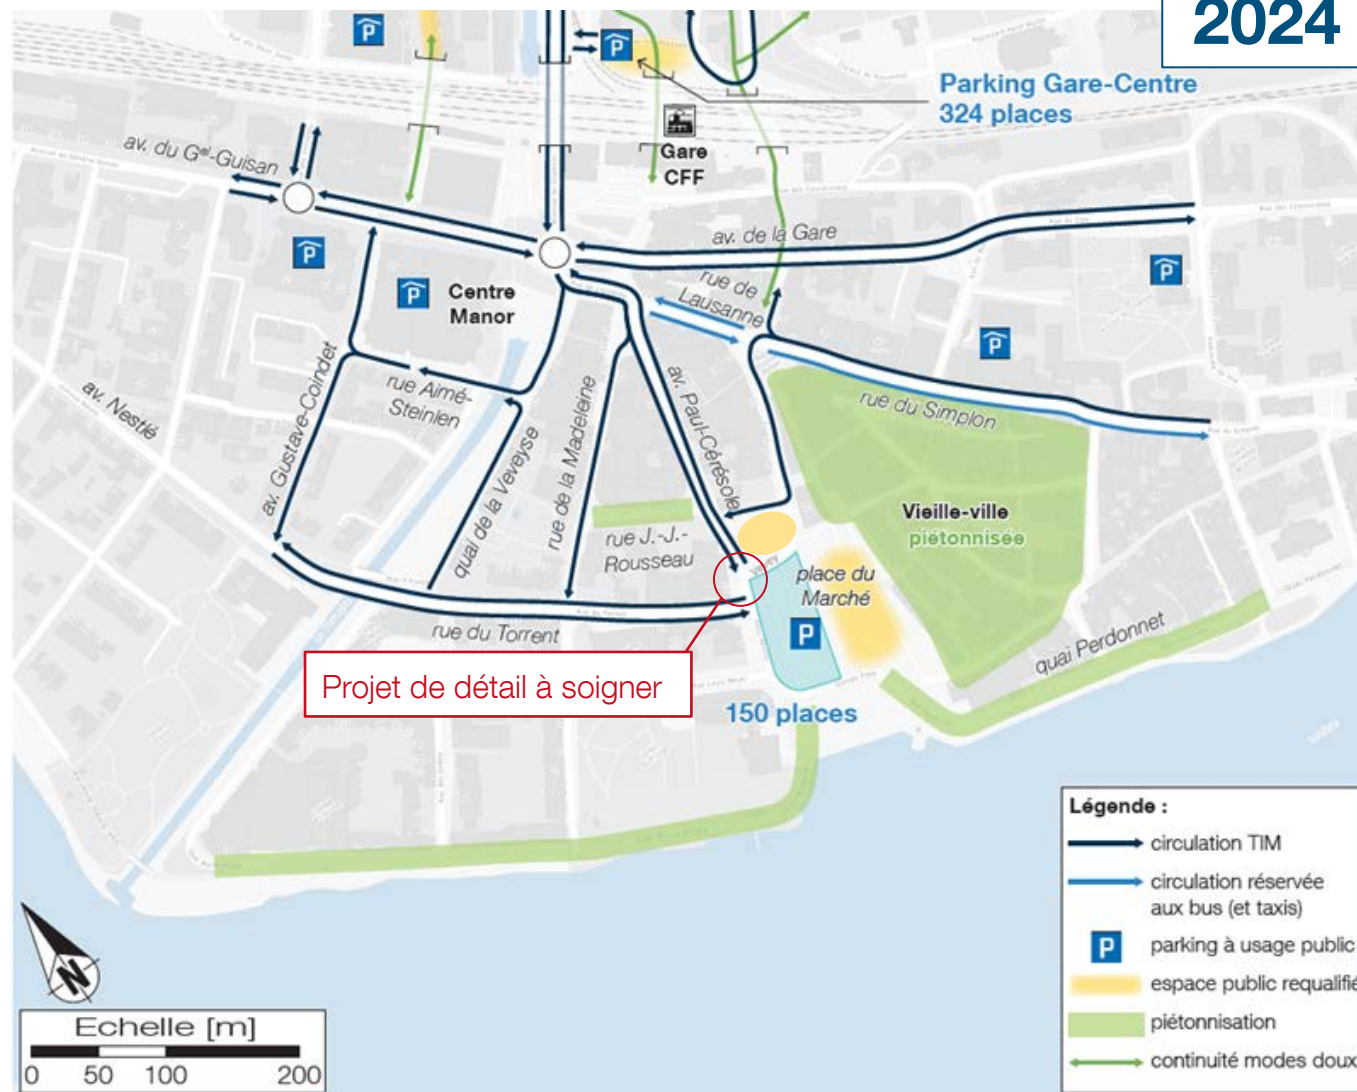 2024
P
P
Parking Gare-Centre
324 places
Gare
CFF
av. du Gal-Guisan
av. de la Gare
P
P
P
Centre
Manor
rue de
Lausanne
P
av. Nestlé
av. Gustave-Coindet
rue Aimé-
Steinlen
quai de la Veveyse
rue de la Madeleine
av. Paul-Cérésole
rue du Simplon
Vieille-ville
piétonnisée
rue J.-J.-
Rousseau
place du
Marché
P
rue du Torrent
quai Perdonnet
Projet de détail à soigner
150 places
Légende :
circulation TIM
circulation réservée
aux bus (et taxis)
P
parking à usage public
espace public requalifié
piétonnisation
continuité modes doux
N
Echelle [m]
0 50 100 200